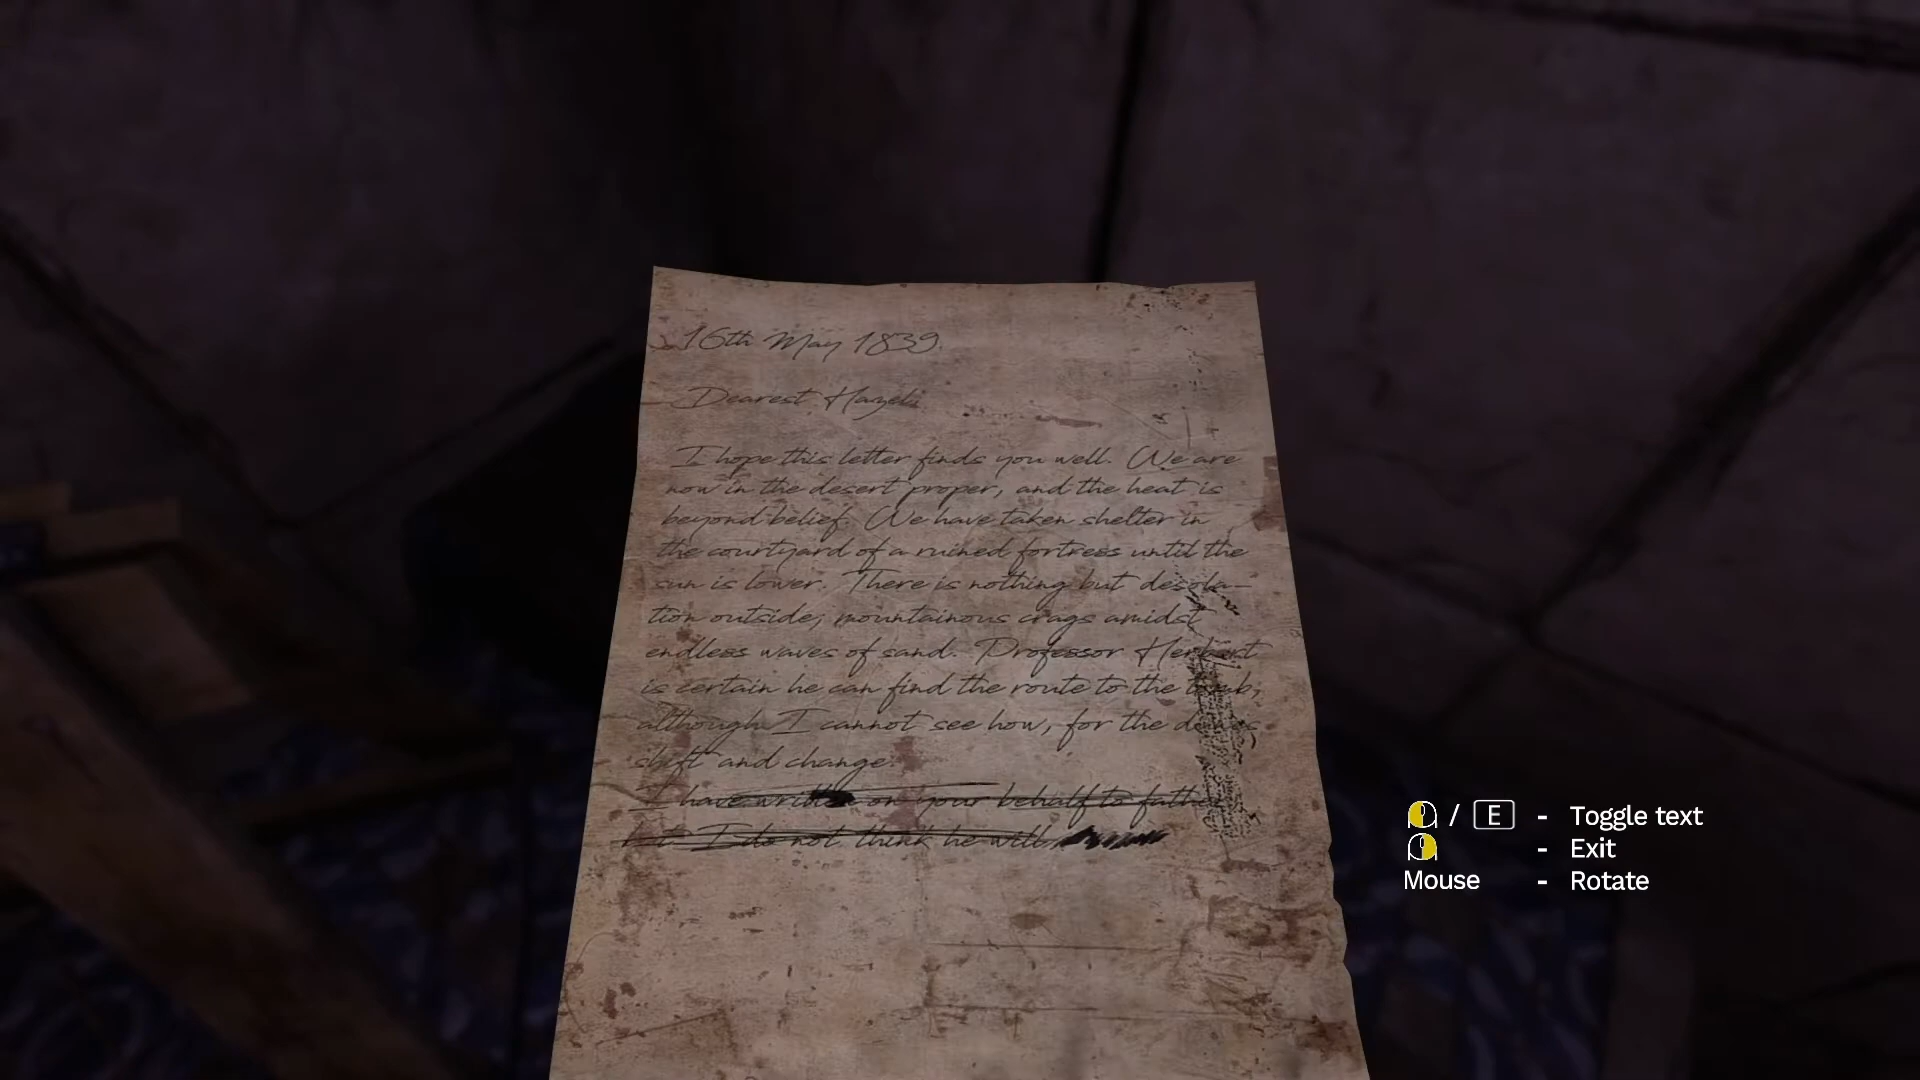 16th May 1839.
Dearest Hazel,
I hope this letter finds you well. We are
now in the desert proper, and the heat is
beyond belief. We have taken shelter in
the courtyard of a ruined fortress until the
sun is lower. There is nothing but desola-
tion outside; mountainous crags amidst
endless waves of sand. Professor Herbert
is certain he can find the route to the tomb,
although I cannot see how, for the dunes
shift and change.
I have written on your behalf to father
but I do not think he will
/ E - Toggle text
- Exit
Mouse - Rotate